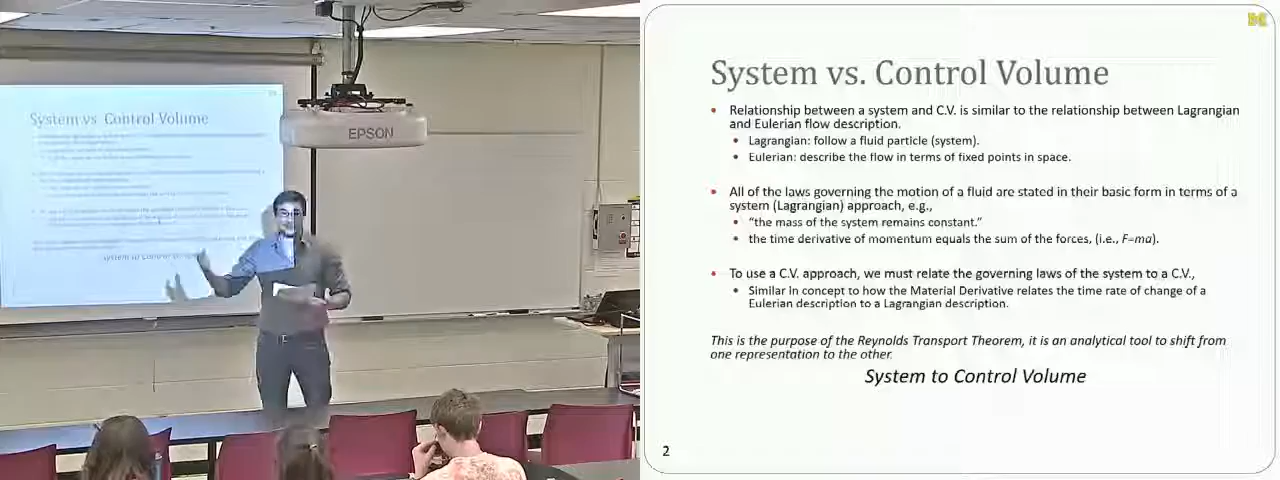 System vs. Control Volume
EPSON
System vs. Control Volume
• Relationship between a system and C.V. is similar to the relationship between Lagrangian
and Eulerian flow description.
• Lagrangian: follow a fluid particle (system).
• Eulerian: describe the flow in terms of fixed points in space.
• All of the laws governing the motion of a fluid are stated in their basic form in terms of a
system (Lagrangian) approach, e.g.,
• “the mass of the system remains constant.”
• the time derivative of momentum equals the sum of the forces, (i.e., F=ma).
• To use a C.V. approach, we must relate the governing laws of the system to a C.V.,
• Similar in concept to how the Material Derivative relates the time rate of change of a
Eulerian description to a Lagrangian description.
This is the purpose of the Reynolds Transport Theorem, it is an analytical tool to shift from
one representation to the other.
System to Control Volume
2